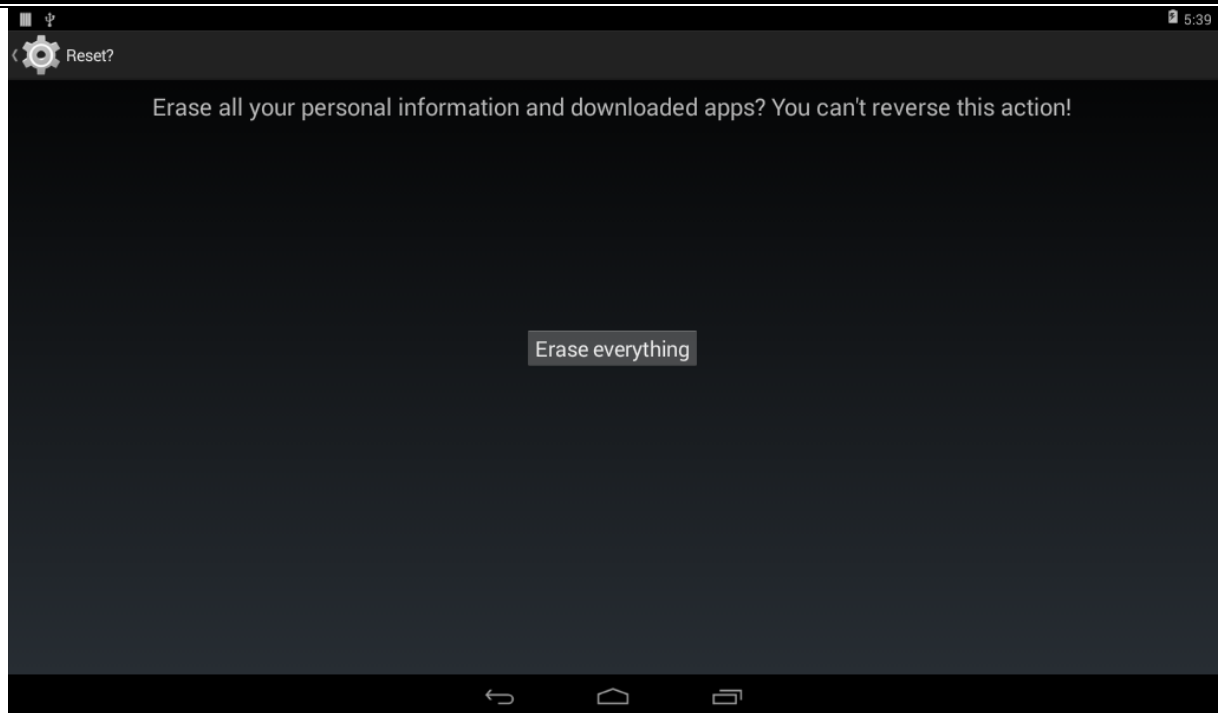 5:39
Reset?
Erase all your personal information and downloaded apps? You can't reverse this action!
Erase everything